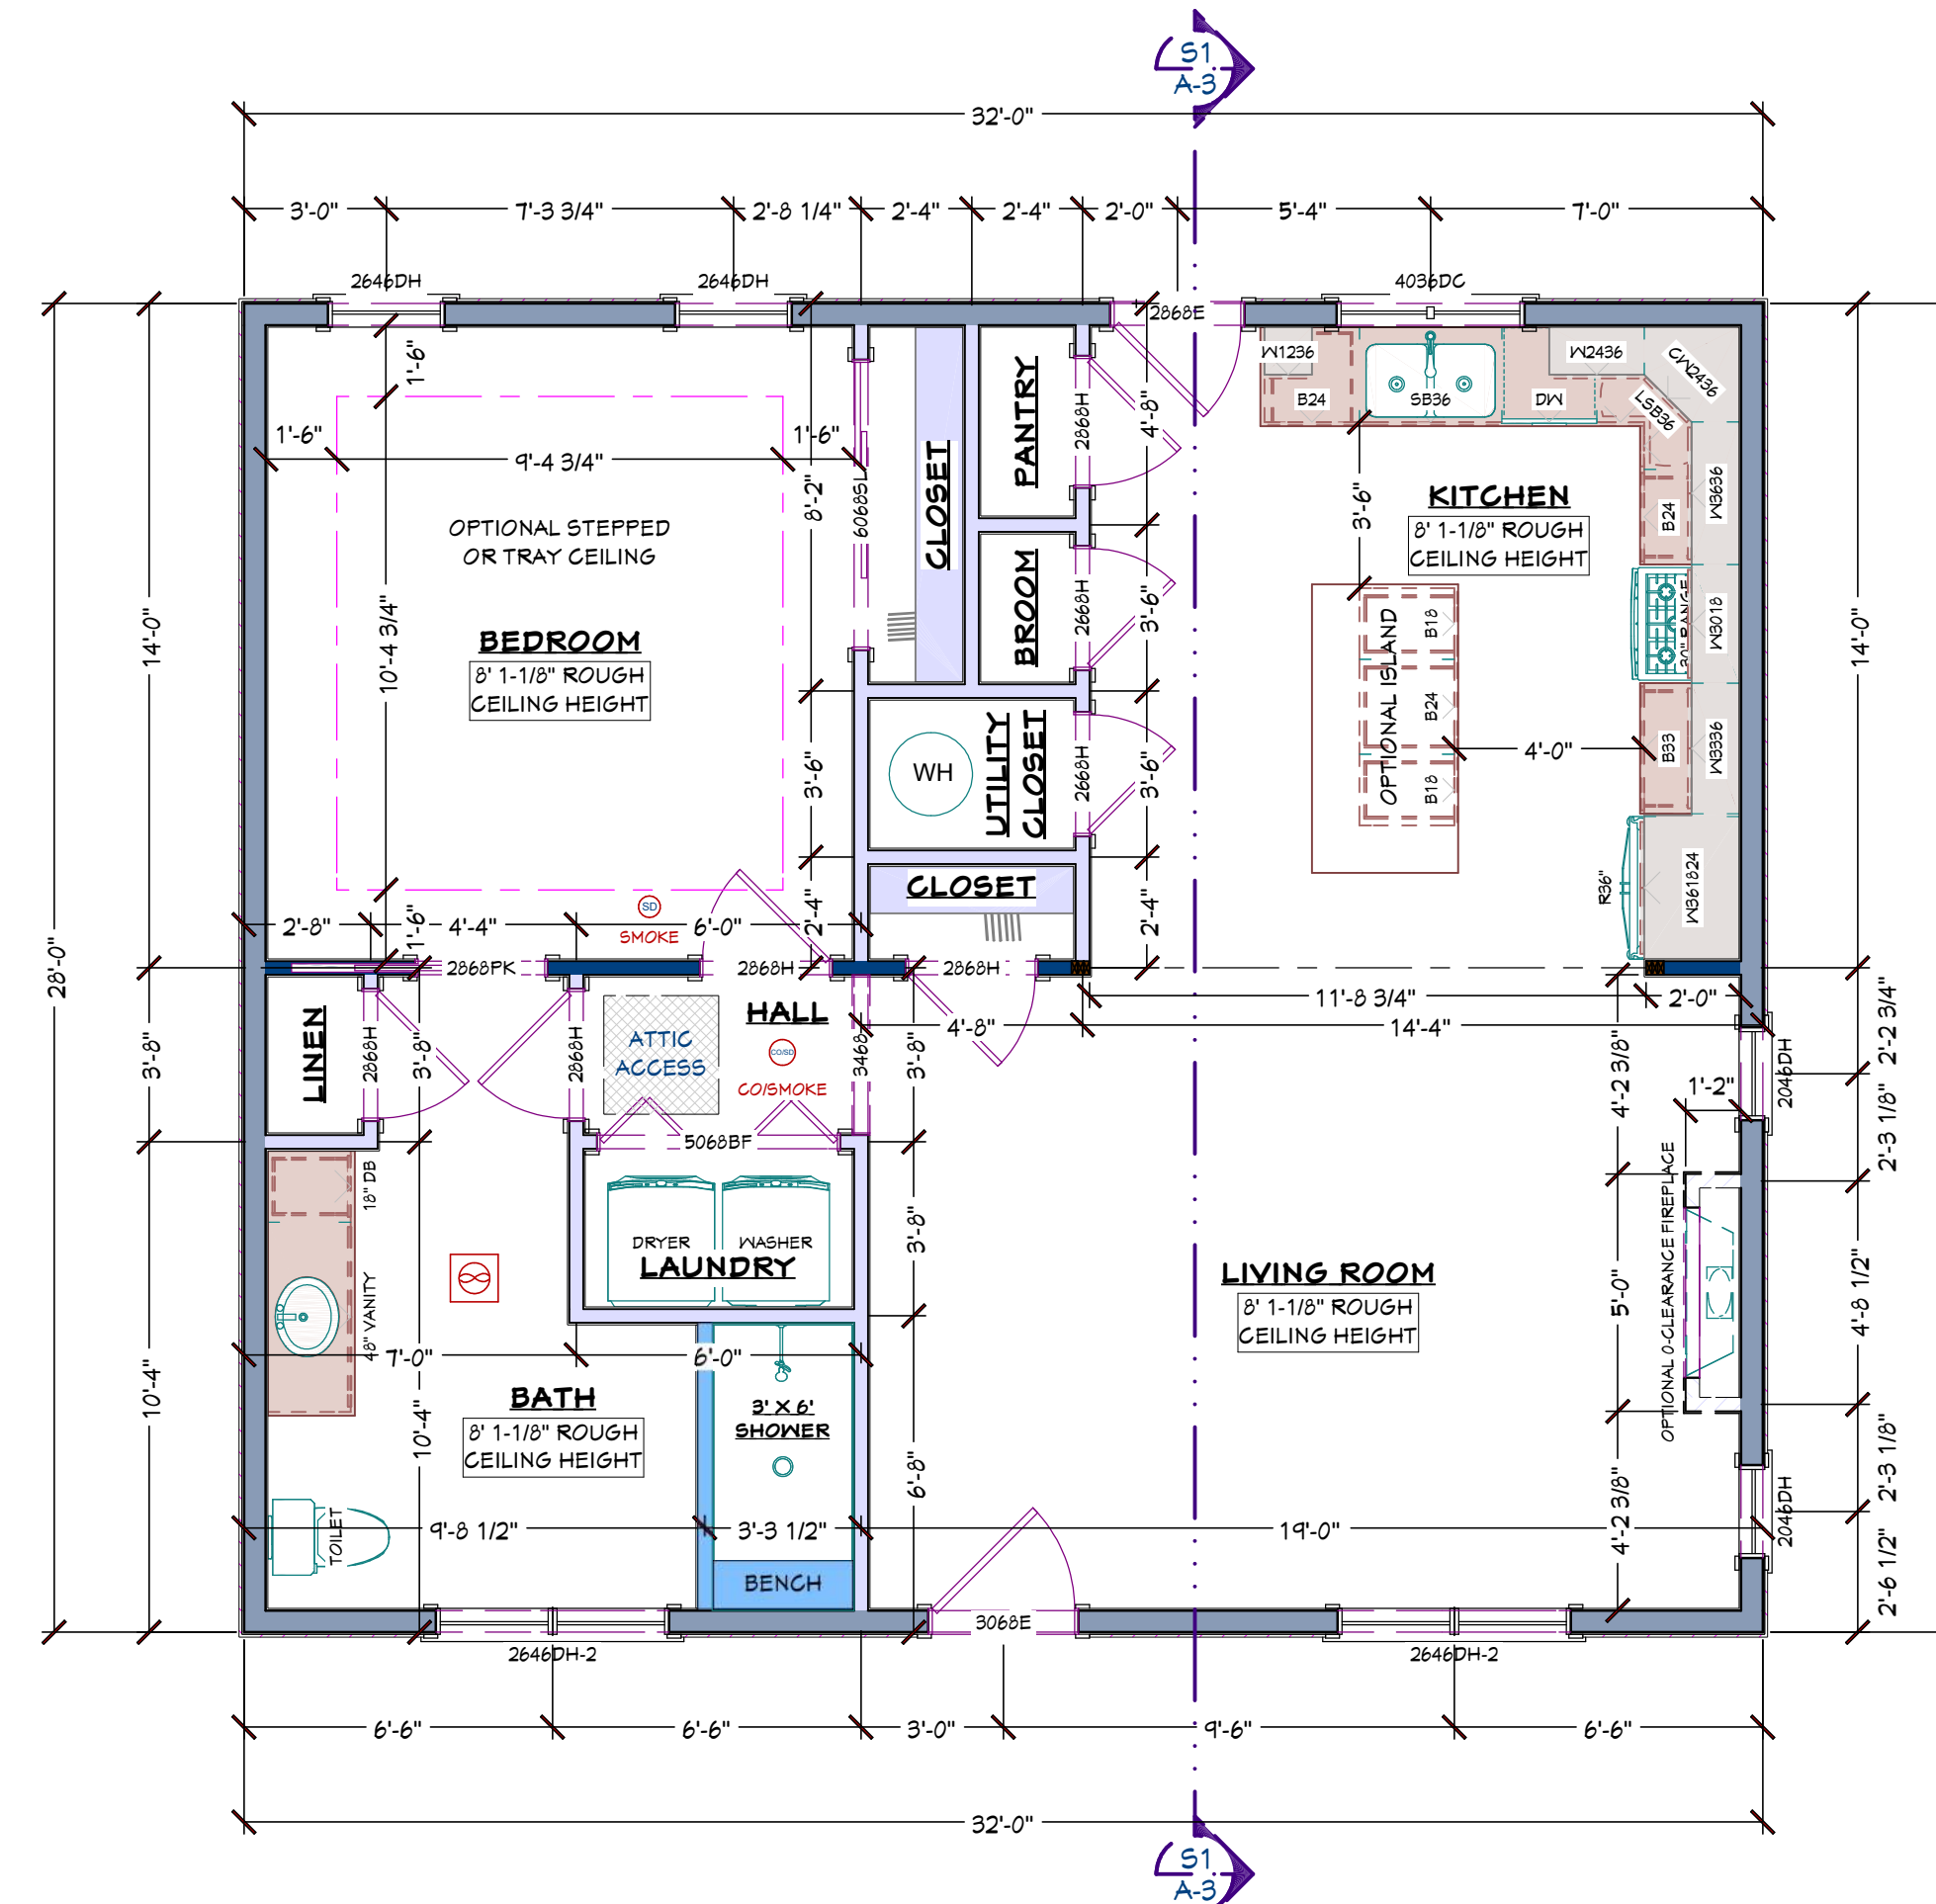 S1
A-3
32'-0"
3'-0"
7'-3 3/4"
2'-8 1/4"
2'-4"
2'-4"
2'-0"
5'-4"
7'-0"
2646DH
2646DH
2868E
4036DC
W1236
W2436
CW2436
B24
SB36
DW
LSB36
1'-6"
1'-6"
9'-4 3/4"
1'-6"
8'-2"
6068SL
CLOSET
PANTRY
2868H
4'-8"
3'-6"
KITCHEN
8' 1-1/8" ROUGH
CEILING HEIGHT
B24
W3636
OPTIONAL STEPPED
OR TRAY CEILING
BROOM
2668H
3'-6"
14'-0"
10'-4 3/4"
BEDROOM
8' 1-1/8" ROUGH
CEILING HEIGHT
OPTIONAL ISLAND
B18
B24
B18
30" RANGE
W3018
14'-0"
3'-6"
WH
UTILITY
CLOSET
2668H
3'-6"
4'-0"
B33
W3336
CLOSET
R36"
W361824
2'-8"
4'-4"
SD
SMOKE
6'-0"
1'-6"
2'-4"
2'-4"
28'-0"
2868PK
2868H
2868H
11'-8 3/4"
2'-0"
HALL
4'-8"
14'-4"
LINEN
2868H
3'-8"
2868H
ATTIC
ACCESS
CO/SD
CO/SMOKE
3468
3'-8"
3'-8"
4'-2 3/8"
1'-2"
2046DH
2'-2 3/4"
2'-3 1/8"
5068BF
18" DB
48" VANITY
DRYER
WASHER
LAUNDRY
3'-8"
LIVING ROOM
8' 1-1/8" ROUGH
CEILING HEIGHT
5'-0"
OPTIONAL 0-CLEARANCE FIREPLACE
4'-8 1/2"
7'-0"
6'-0"
10'-4"
BATH
8' 1-1/8" ROUGH
CEILING HEIGHT
10'-4"
3' X 6'
SHOWER
6'-8"
TOILET
9'-8 1/2"
3'-3 1/2"
19'-0"
4'-2 3/8"
2046DH
2'-3 1/8"
2'-6 1/2"
BENCH
3068E
2646DH-2
2646DH-2
6'-6"
6'-6"
3'-0"
9'-6"
6'-6"
32'-0"
S1
A-3